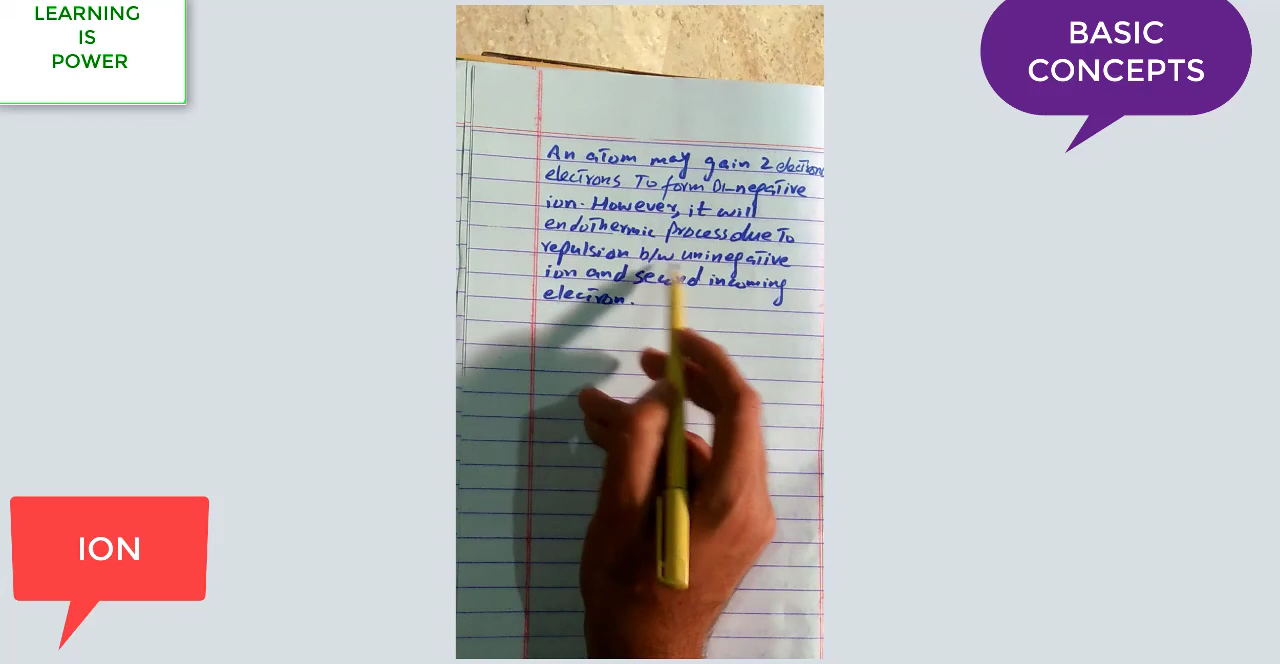 LEARNING
IS
POWER
BASIC
CONCEPTS
An atom may gain 2 electrons
electrons To form Di-negative
ion. However, it will
endothermic process due To
repulsion b/w uninegative
ion and second incoming
electron.
ION